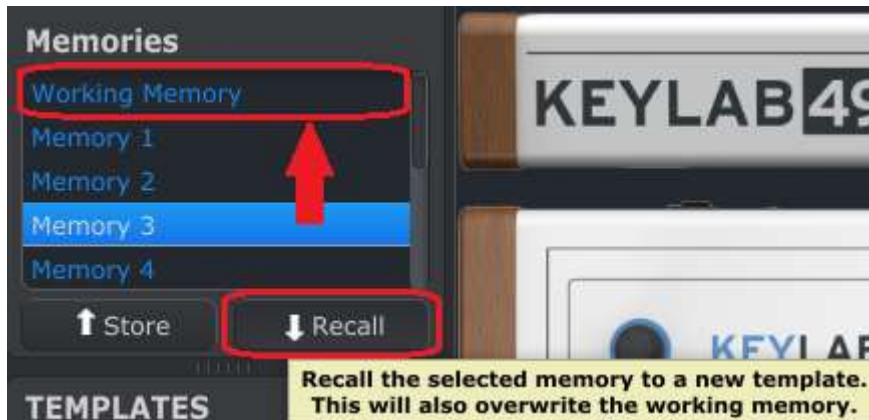 Memories
Working Memory
Memory 1
Memory 2
Memory 3
Memory 4
Store
Recall
TEMPLATES
KEYLAB 49
KEYLAB
Recall the selected memory to a new template.
This will also overwrite the working memory.